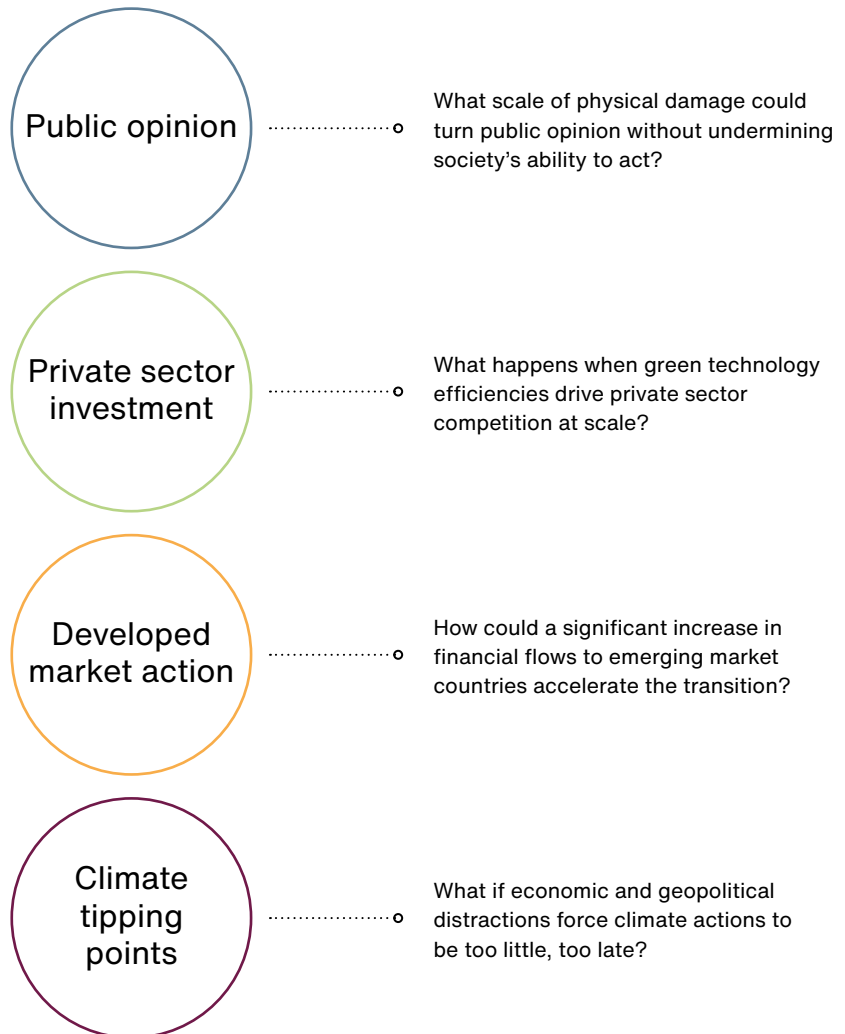 Public opinion
What scale of physical damage could
turn public opinion without undermining
society’s ability to act?
Private sector
investment
What happens when green technology
efficiencies drive private sector
competition at scale?
Developed
market action
How could a significant increase in
financial flows to emerging market
countries accelerate the transition?
Climate
tipping
points
What if economic and geopolitical
distractions force climate actions to
be too little, too late?